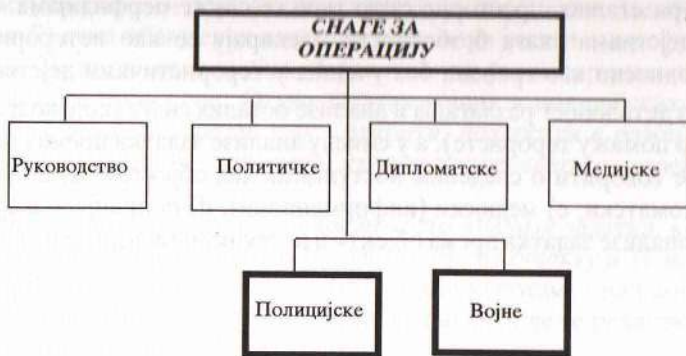 СНАГЕ ЗА
ОПЕРАЦИЈУ
Руководство
Политичке
Дипломатске
Медијске
Полицијске
Војне